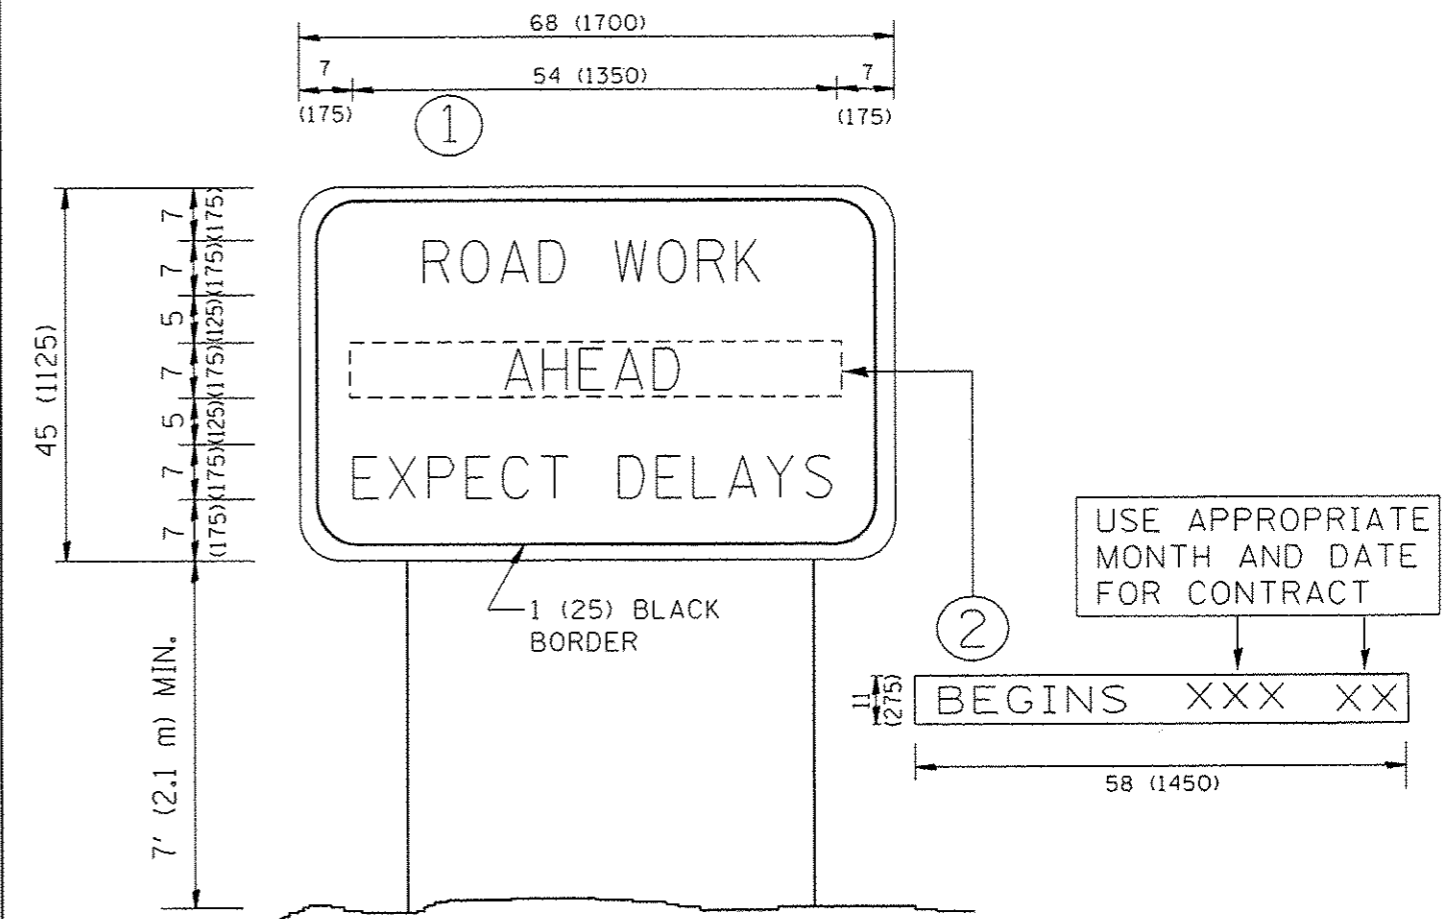 68 (1700)
7
54 (1350)
7
(175)
(175)
1
45 (1125)
7
(175)
7
(175)
5
(125)
7
(175)
5
(125)
7
(175)
7
(175)
ROAD WORK
AHEAD
EXPECT DELAYS
1 (25) BLACK
BORDER
7' (2.1 m) MIN.
USE APPROPRIATE
MONTH AND DATE
FOR CONTRACT
2
11
(275)
BEGINS XXX XX
58 (1450)